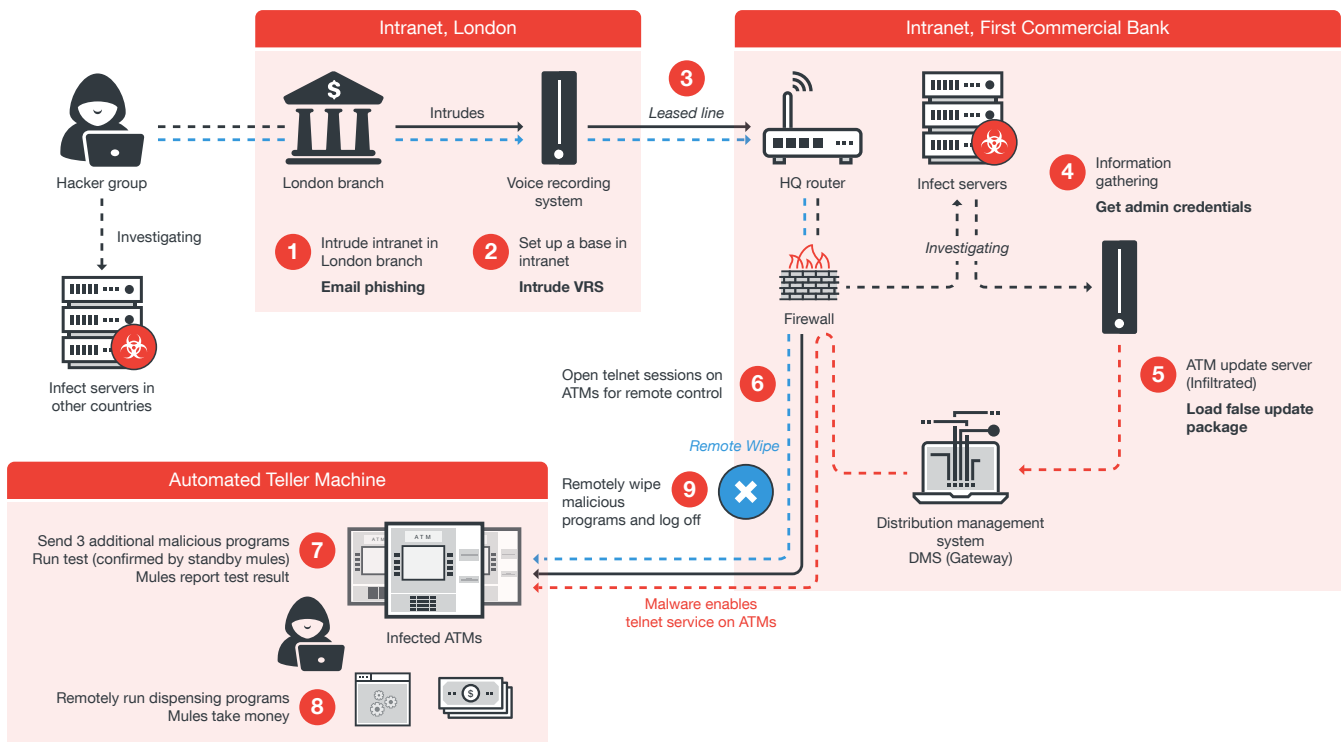 Intranet, London
Intranet, First Commercial Bank
$
3
Intrudes
Leased line
Hacker group
London branch
Voice recording
system
HQ router
Infect servers
4
Information
gathering
Get admin credentials
Investigating
1
Intrude intranet in
London branch
Email phishing
2
Set up a base in
intranet
Intrude VRS
Investigating
Firewall
Infect servers in
other countries
Open telnet sessions on
ATMs for remote control
6
5
ATM update server
(Infiltrated)
Load false update
package
Remote Wipe
Remotely wipe
malicious
programs and log off
9
Distribution management
system
DMS (Gateway)
Automated Teller Machine
Send 3 additional malicious programs
Run test (confirmed by standby mules)
Mules report test result
7
ATM
ATM
Infected ATMs
Malware enables
telnet service on ATMs
Remotely run dispensing programs
Mules take money
8
$